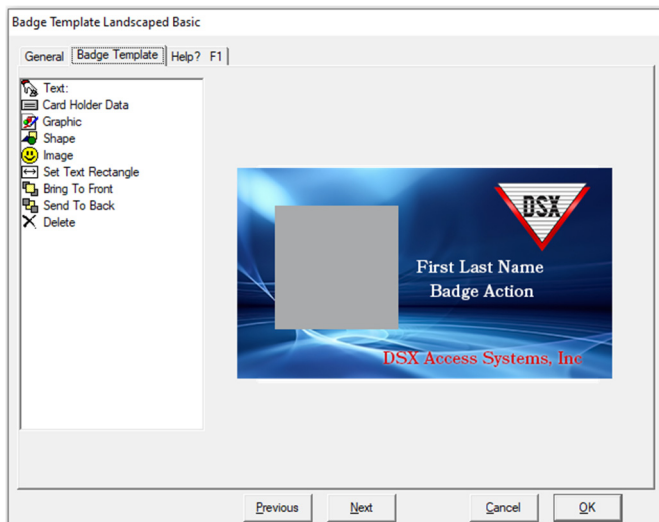 Badge Template Landscaped Basic
General Badge Template Help? F1
Text:
Card Holder Data
Graphic
Shape
Image
Set Text Rectangle
Bring To Front
Send To Back
Delete
DSX
First Last Name
Badge Action
DSX Access Systems, Inc
Previous Next Cancel OK